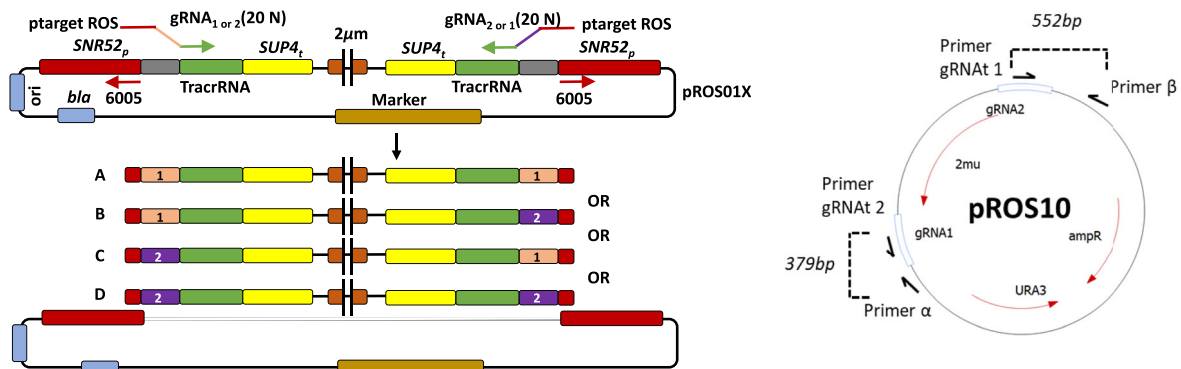 ptarget ROS
gRNA1 or 2(20 N)
gRNA2 or 1(20 N)
ptarget ROS
SNR52p
SUP4t
2µm
SUP4t
SNR52p
ori
bla
6005
TracrRNA
Marker
TracrRNA
6005
pROS01X
A
1
1
OR
B
1
2
OR
C
2
1
OR
D
2
2
552bp
Primer
gRNAt 1
Primer β
gRNA2
2mu
Primer
gRNAt 2
pROS10
gRNA1
ampR
379bp
URA3
Primer α